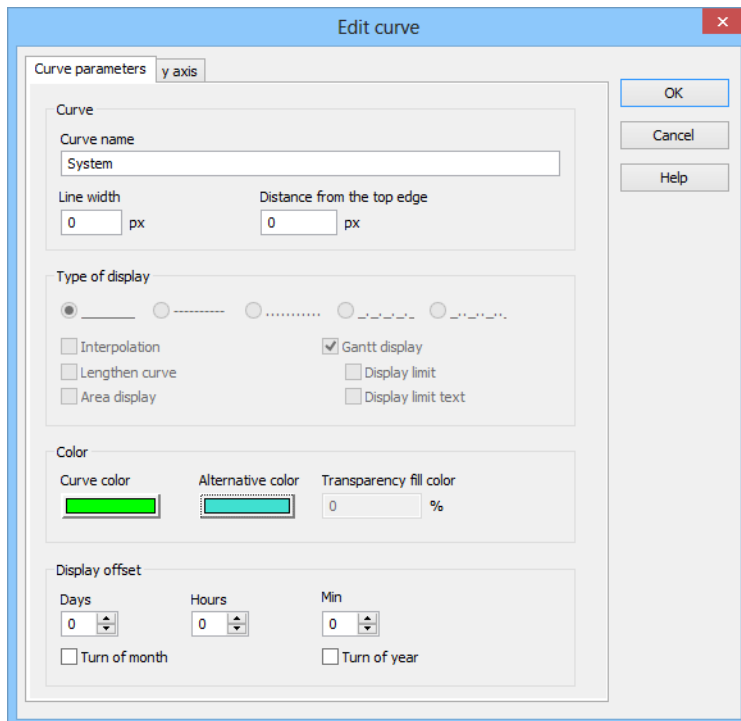 Edit curve
Curve parameters y axis
OK
Cancel
Help
Curve
Curve name
System
Line width Distance from the top edge
0 px 0 px
Type of display
Interpolation Gantt display
Lengthen curve Display limit
Area display Display limit text
Color
Curve color Alternative color Transparency fill color
0 %
Display offset
Days Hours Min
0 0 0
Turn of month Turn of year